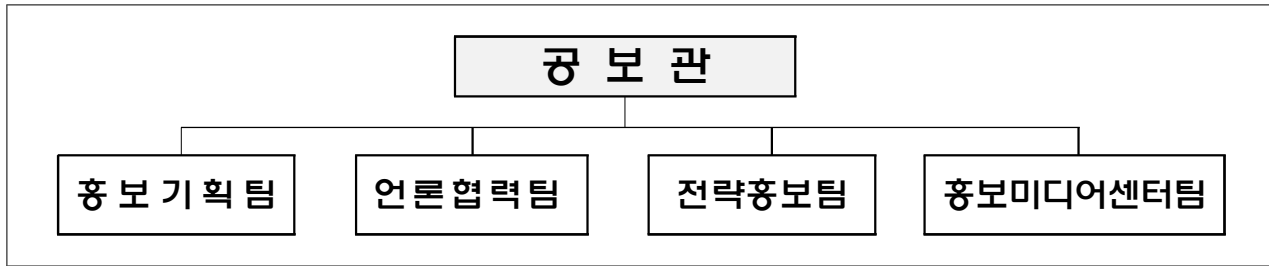 공 보 관
홍 보 기 획 팀 언 론 협 력 팀 전략홍보팀 홍보미디어센터팀